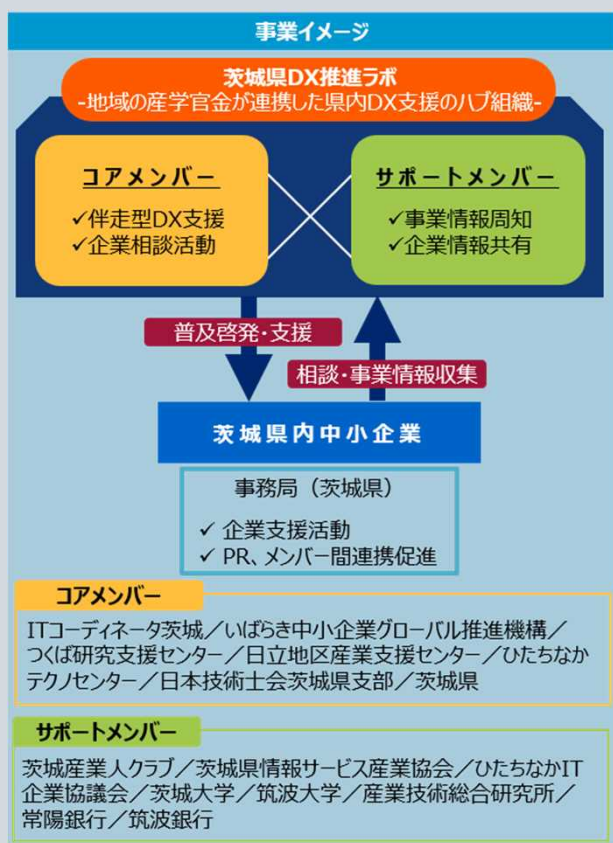 事業イメージ
茨城県DX推進ラボ
-地域の産学官金が連携した県内DX支援のハブ組織-
コアメンバー
✓伴走型DX支援
✓企業相談活動
サポートメンバー
✓事業情報周知
✓企業情報共有
普及啓発・支援
相談・事業情報収集
茨城県内中小企業
事務局（茨城県）
✓ 企業支援活動
✓ PR、メンバー間連携促進
コアメンバー
ITコーディネータ茨城／いばらき中小企業グローバル推進機構／
つくば研究支援センター／日立地区産業支援センター／ひたちなか
テクノセンター／日本技術士会茨城県支部／茨城県
サポートメンバー
茨城産業人クラブ／茨城県情報サービス産業協会／ひたちなかIT
企業協議会／茨城大学／筑波大学／産業技術総合研究所／
常陽銀行／筑波銀行